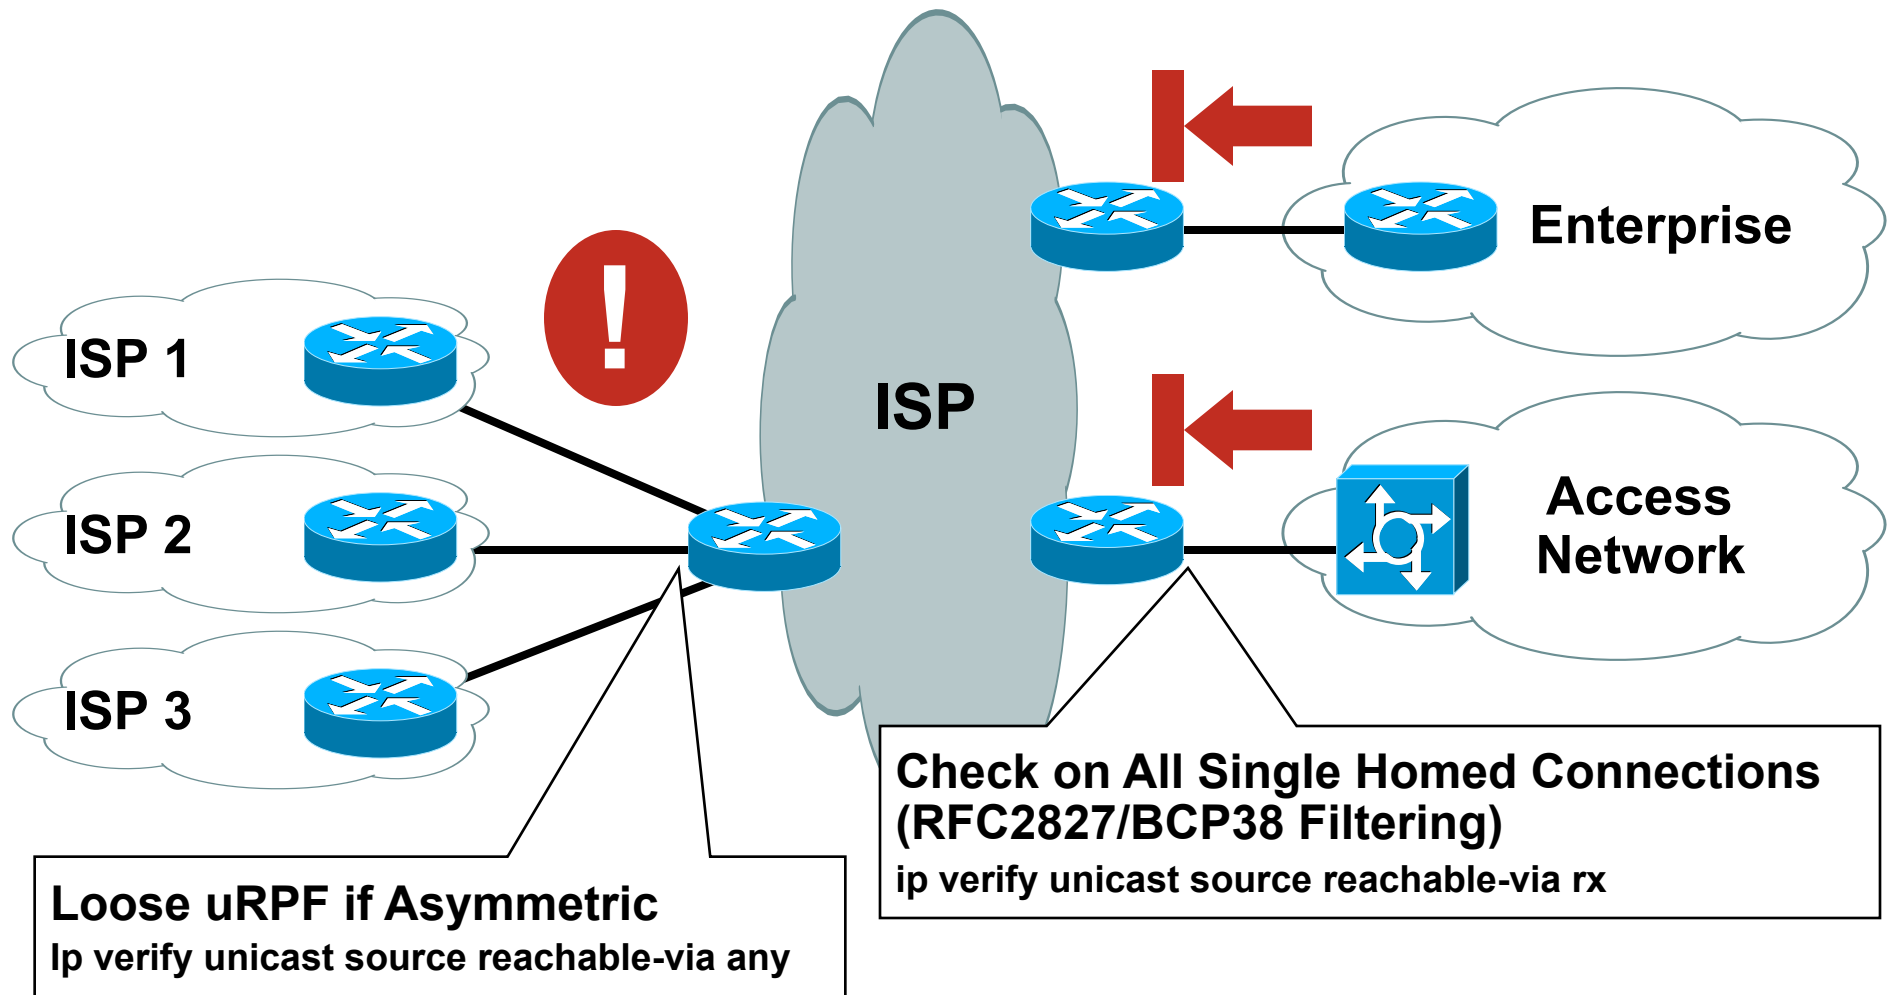 Enterprise
!
ISP 1
ISP
Access
Network
ISP 2
ISP 3
Check on All Single Homed Connections
(RFC2827/BCP38 Filtering)
ip verify unicast source reachable-via rx
Loose uRPF if Asymmetric
Ip verify unicast source reachable-via any